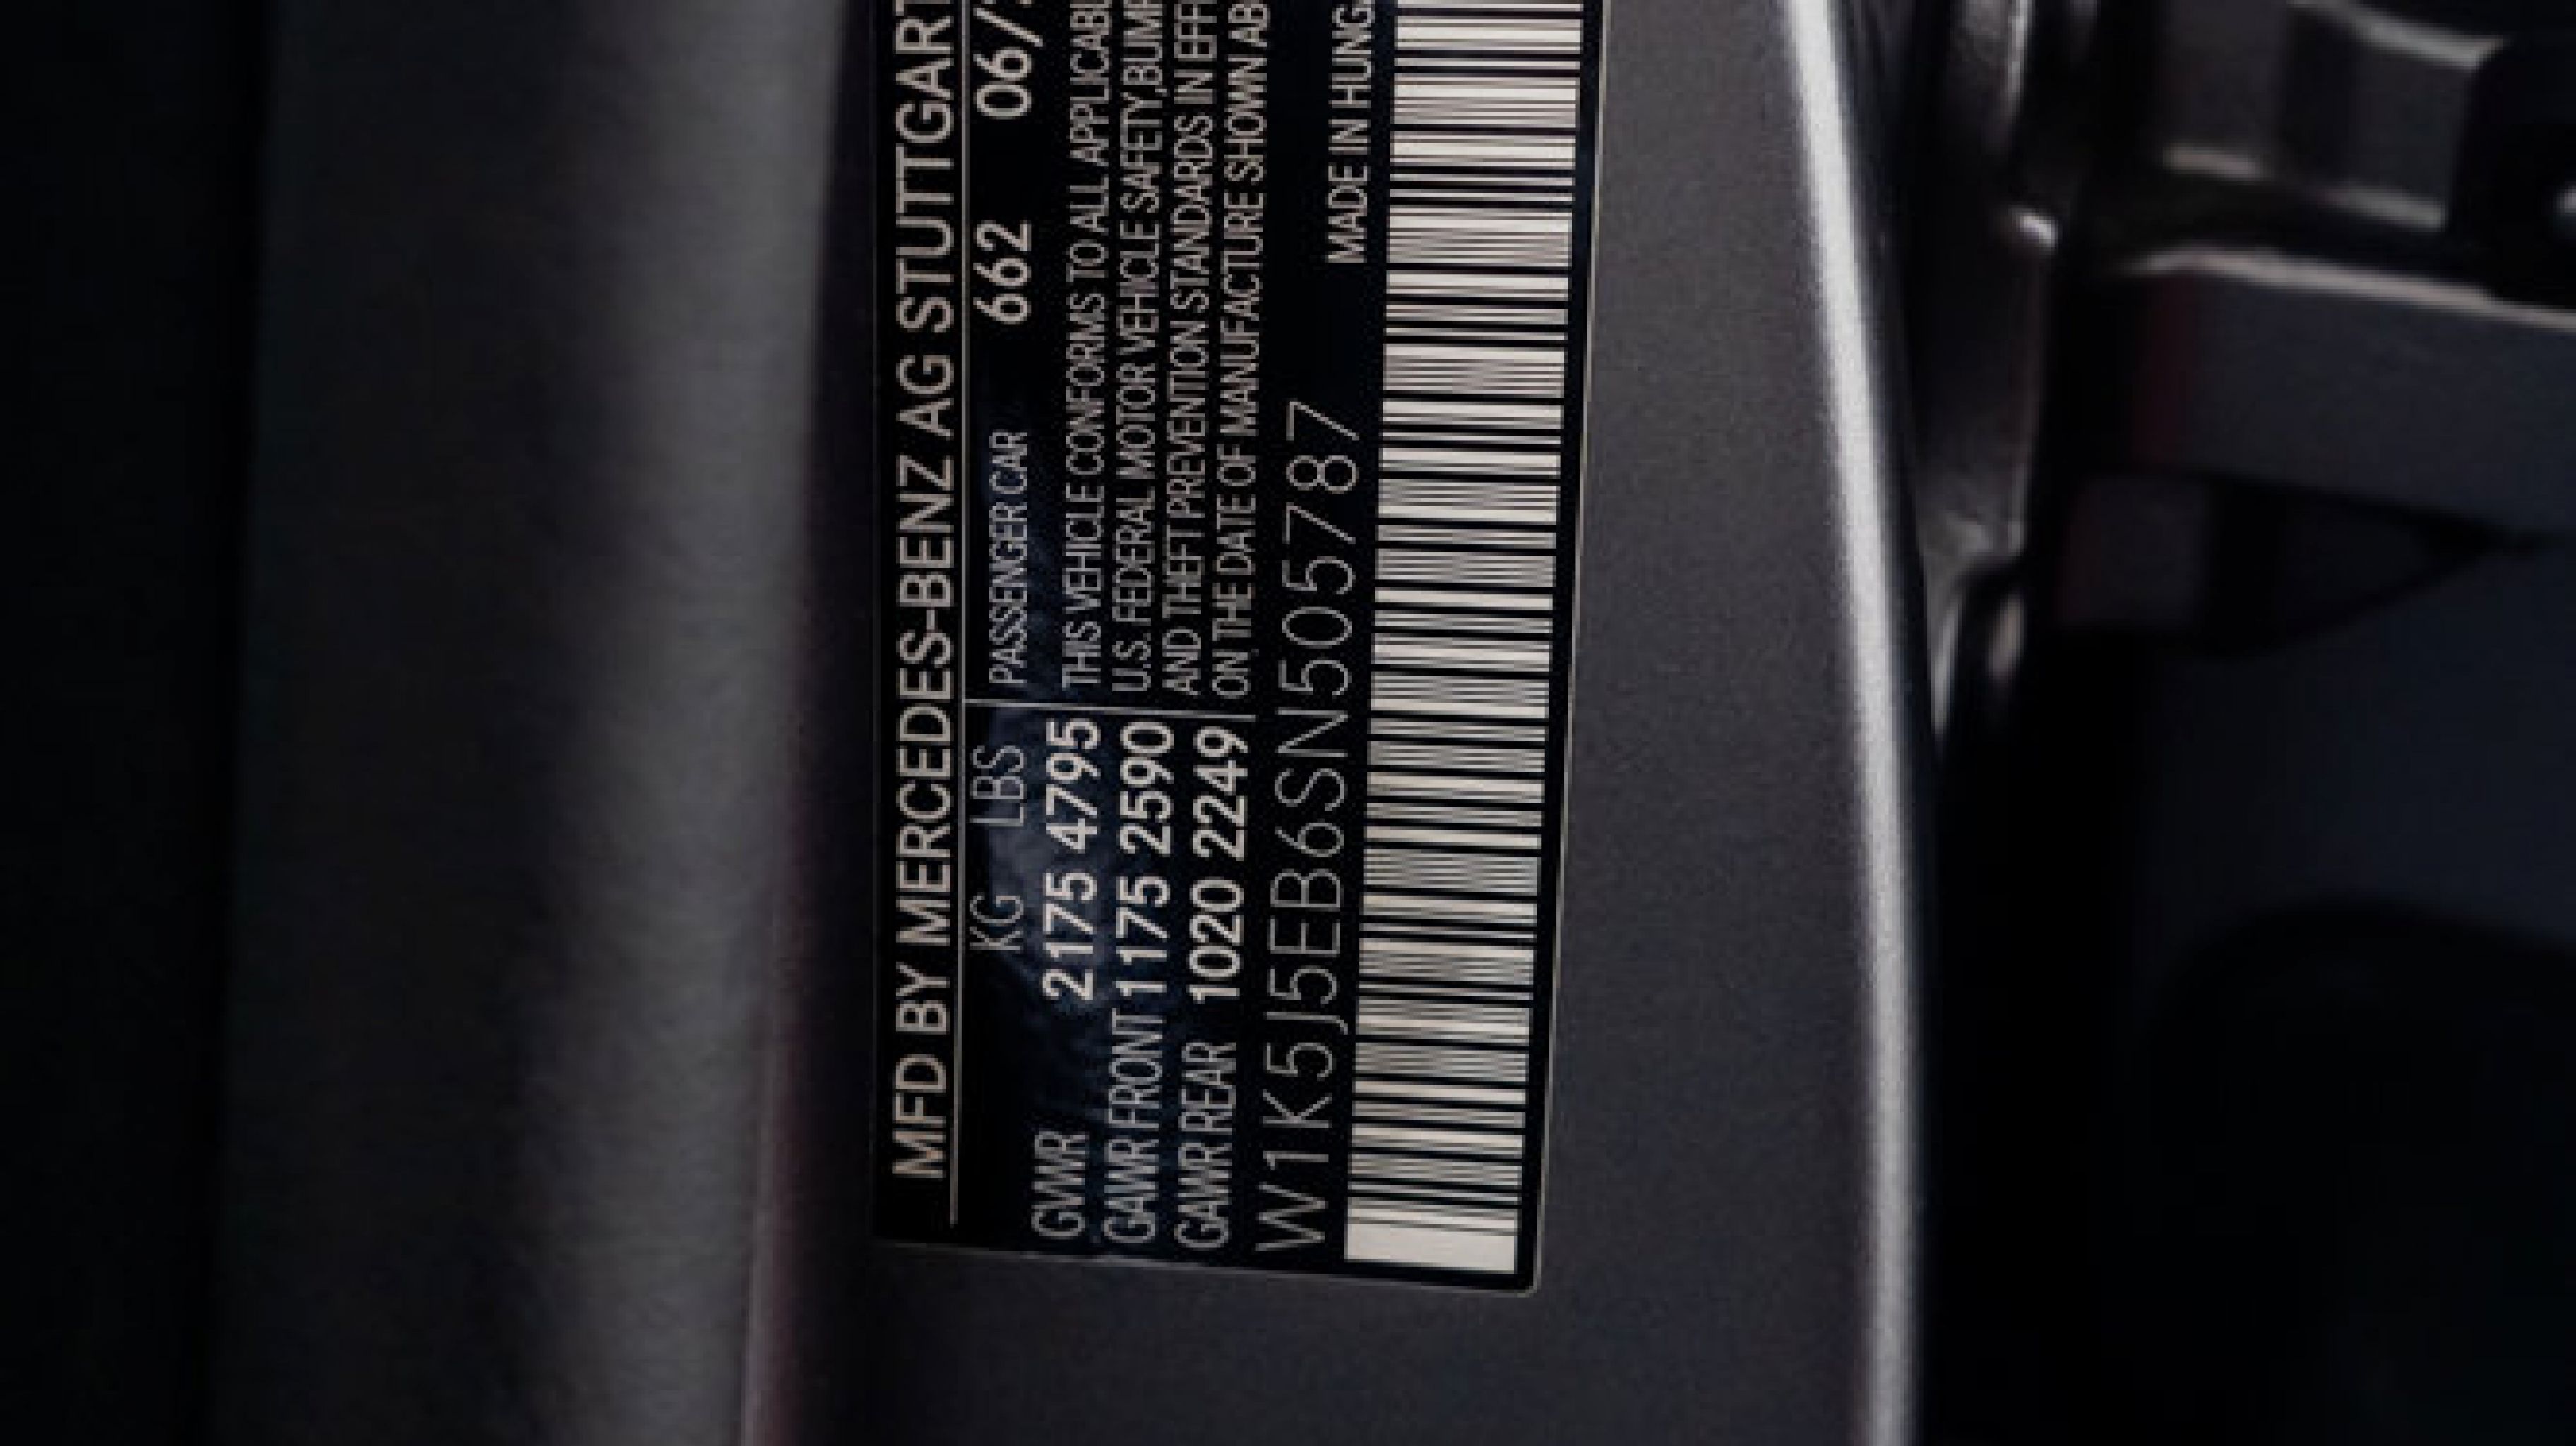 MFD BY MERCEDES-BENZ AG STUTTGART
KG LBS
GVWR 2175 4795
GAWR FRONT 1175 2590
GAWR REAR 1020 2249
PASSENGER CAR 662 06/
THIS VEHICLE CONFORMS TO ALL APPLICABL
U.S. FEDERAL MOTOR VEHICLE SAFETY,BUMP
AND THEFT PREVENTION STANDARDS IN EFF
ON THE DATE OF MANUFACTURE SHOWN AB
W1K5J5EB6SN505787
MADE IN HUNG